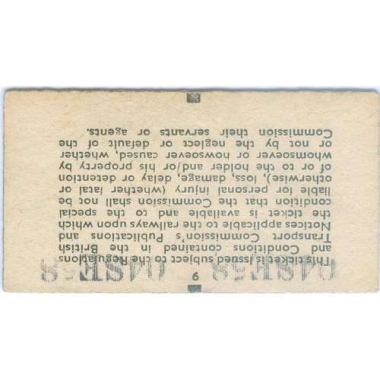 9
This ticket is issued subject to the Regulations
and Conditions contained in the British
Transport Commission's Publications and
Notices applicable to the railways upon which
the ticket is available and to the special
condition that the Commission shall not be
liable for personal injury (whether fatal or
otherwise), loss, damage, delay or detention
of or to the holder and/or his property by
whomsoever or howsoever caused, whether
or not by the neglect or default of the
Commission their servants or agents.
04SE58 04SE58